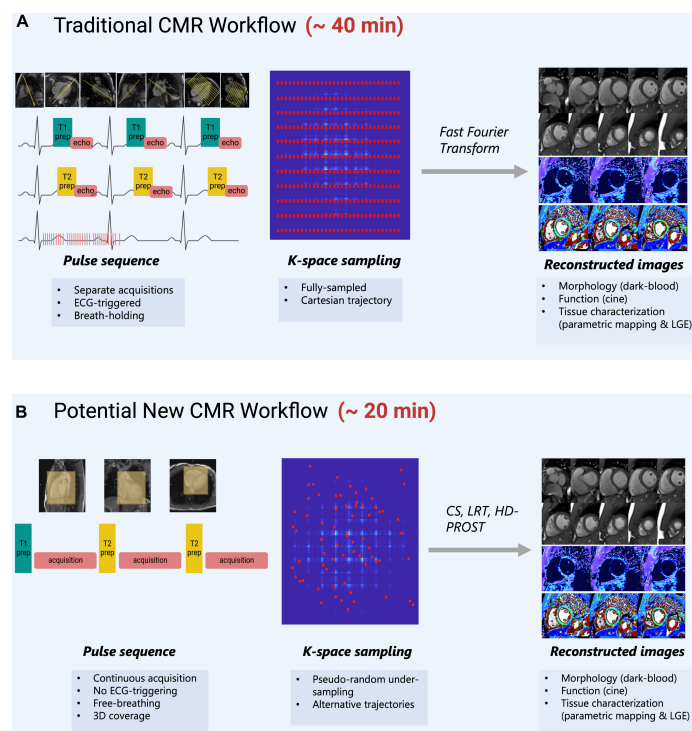 A Traditional CMR Workflow (~ 40 min)
T1 prep echo T1 prep echo T1 prep echo
T2 prep echo T2 prep echo T2 prep echo
Fast Fourier
Transform
Pulse sequence
K-space sampling
Reconstructed images
• Separate acquisitions
• ECG-triggered
• Breath-holding
• Fully-sampled
• Cartesian trajectory
• Morphology (dark-blood)
• Function (cine)
• Tissue characterization
(parametric mapping & LGE)
B Potential New CMR Workflow (~ 20 min)
T1 prep acquisition T2 prep acquisition T2 prep acquisition
CS, LRT, HD-
PROST
Pulse sequence
K-space sampling
Reconstructed images
• Continuous acquisition
• No ECG-triggering
• Free-breathing
• 3D coverage
• Pseudo-random under-
sampling
• Alternative trajectories
• Morphology (dark-blood)
• Function (cine)
• Tissue characterization
(parametric mapping & LGE)